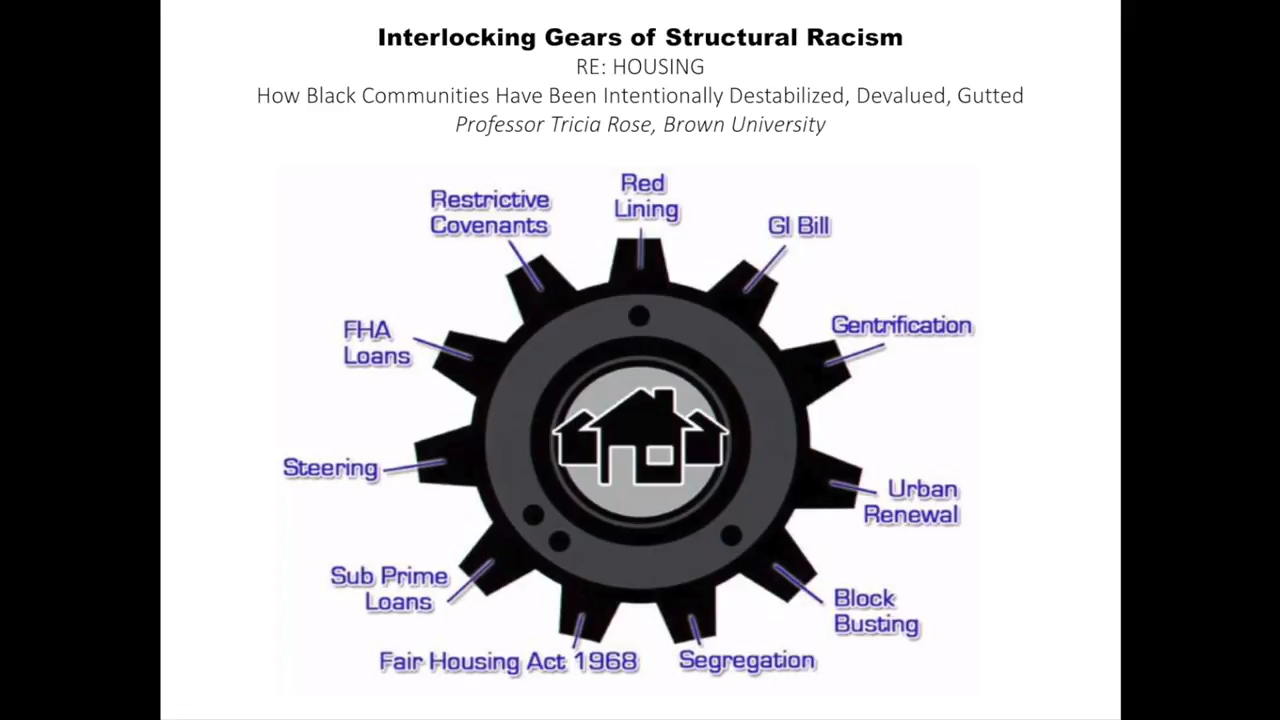 Interlocking Gears of Structural Racism
RE: HOUSING
How Black Communities Have Been Intentionally Destabilized, Devalued, Gutted
Professor Tricia Rose, Brown University
Red
Lining
GI Bill
Gentrification
Urban
Renewal
Block
Busting
Segregation
Fair Housing Act 1968
Sub Prime
Loans
Steering
FHA
Loans
Restrictive
Covenants